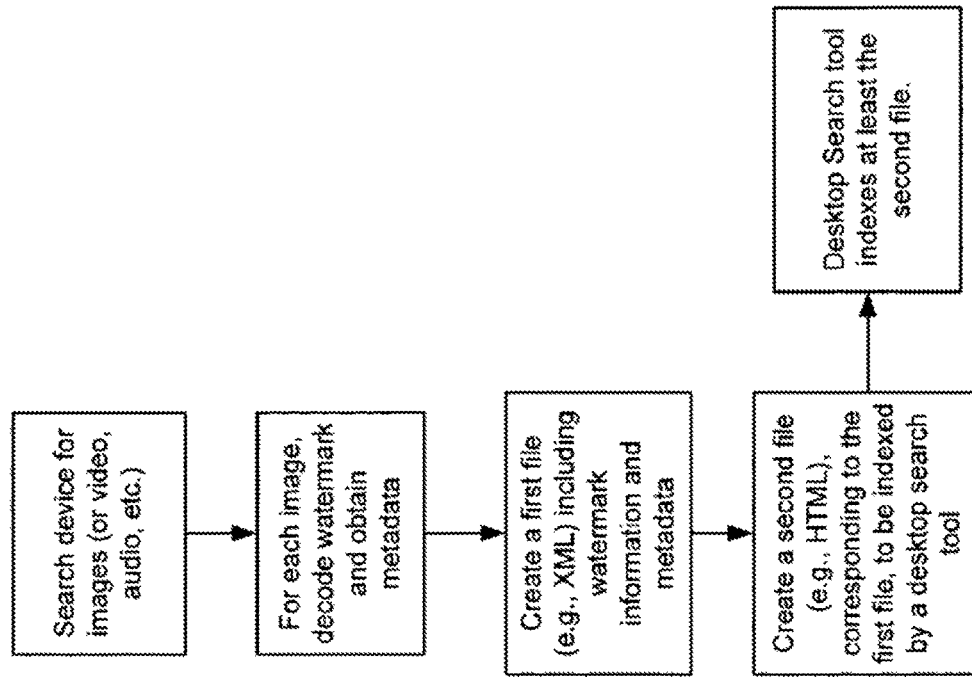 Search device for
images (or video,
audio, etc.)
For each image,
decode watermark
and obtain
metadata
Create a first file
(e.g., XML) including
watermark
information and
metadata
Create a second file
(e.g., HTML),
corresponding to the
first file, to be indexed
by a desktop search
tool
Desktop Search tool
indexes at least the
second file.